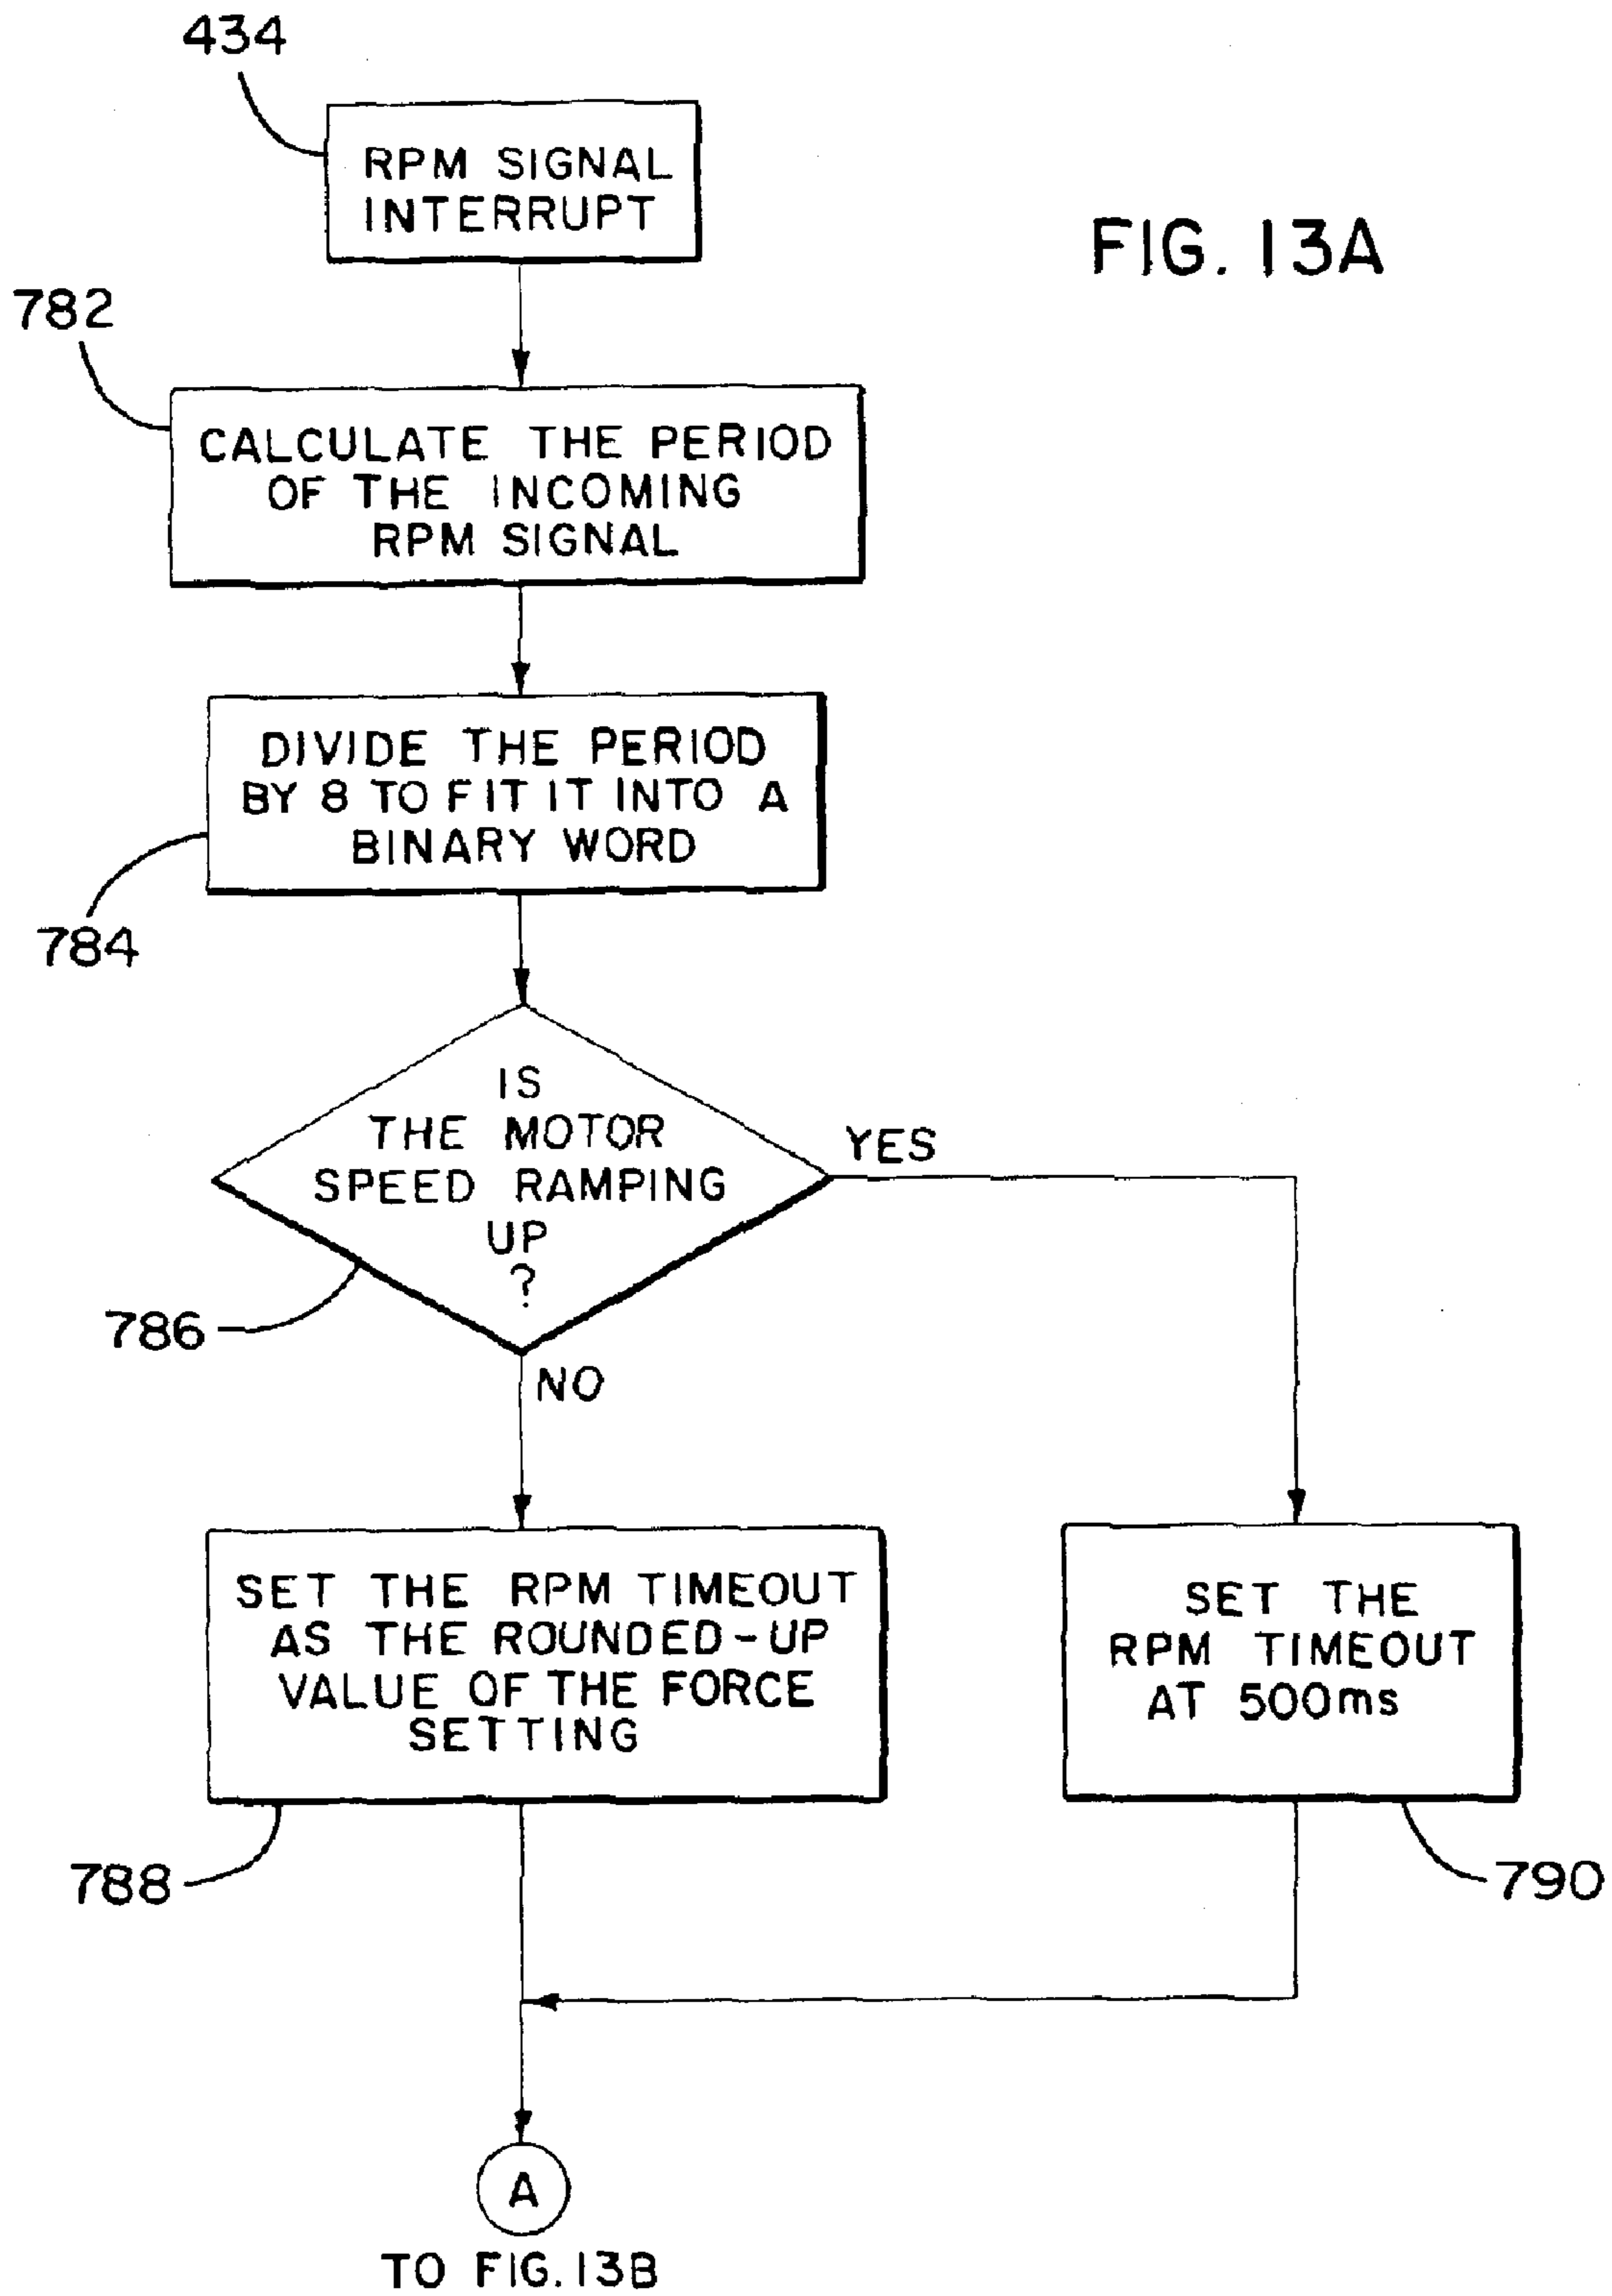 434
RPM SIGNAL
INTERRUPT
FIG. 13A
782
CALCULATE THE PERIOD
OF THE INCOMING
RPM SIGNAL
DIVIDE THE PERIOD
BY 8 TO FIT IT INTO A
BINARY WORD
784
IS
THE MOTOR
SPEED RAMPING
UP
?
YES
786
NO
SET THE RPM TIMEOUT
AS THE ROUNDED-UP
VALUE OF THE FORCE
SETTING
SET THE
RPM TIMEOUT
AT 500ms
788
790
A
TO FIG. 13B